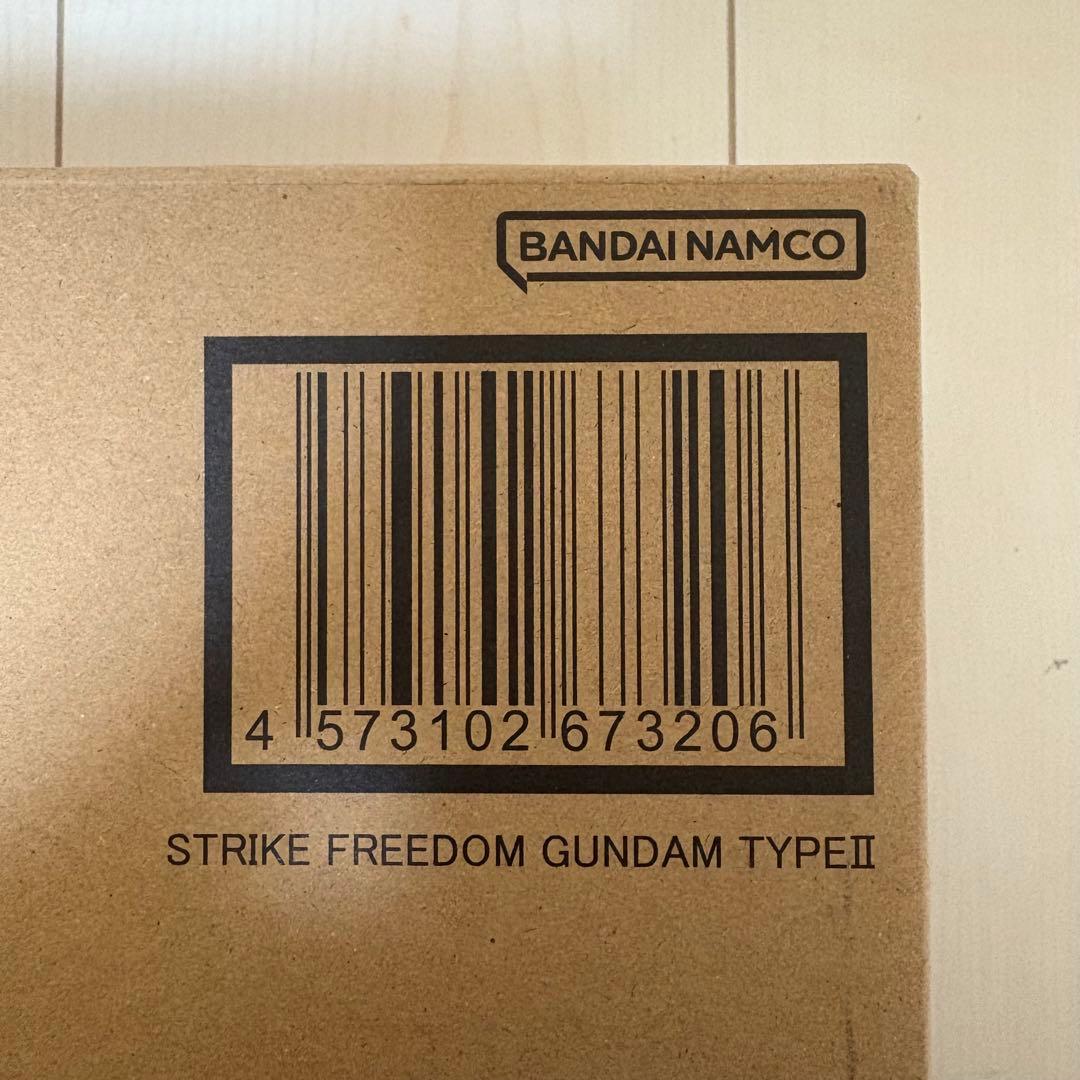 BANDAI NAMCO
4 573102 673206
STRIKE FREEDOM GUNDAM TYPEⅡ